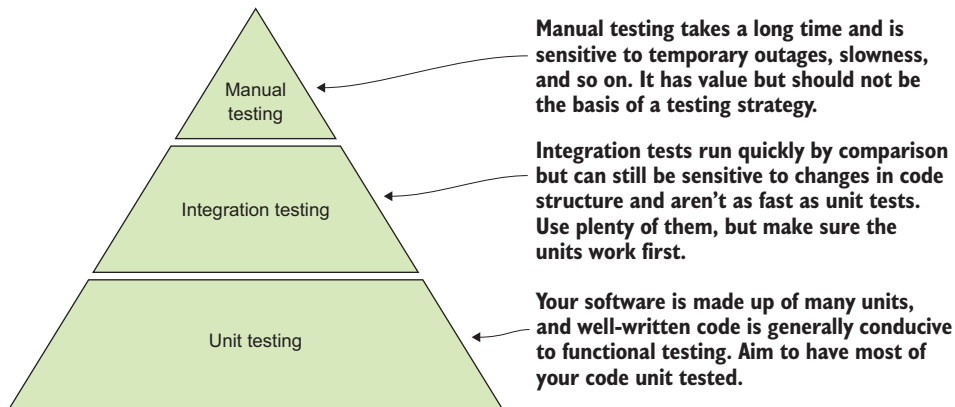 Manual
testing
Manual testing takes a long time and is
sensitive to temporary outages, slowness,
and so on. It has value but should not be
the basis of a testing strategy.
Integration testing
Integration tests run quickly by comparison
but can still be sensitive to changes in code
structure and aren't as fast as unit tests.
Use plenty of them, but make sure the
units work first.
Unit testing
Your software is made up of many units,
and well-written code is generally conducive
to functional testing. Aim to have most of
your code unit tested.